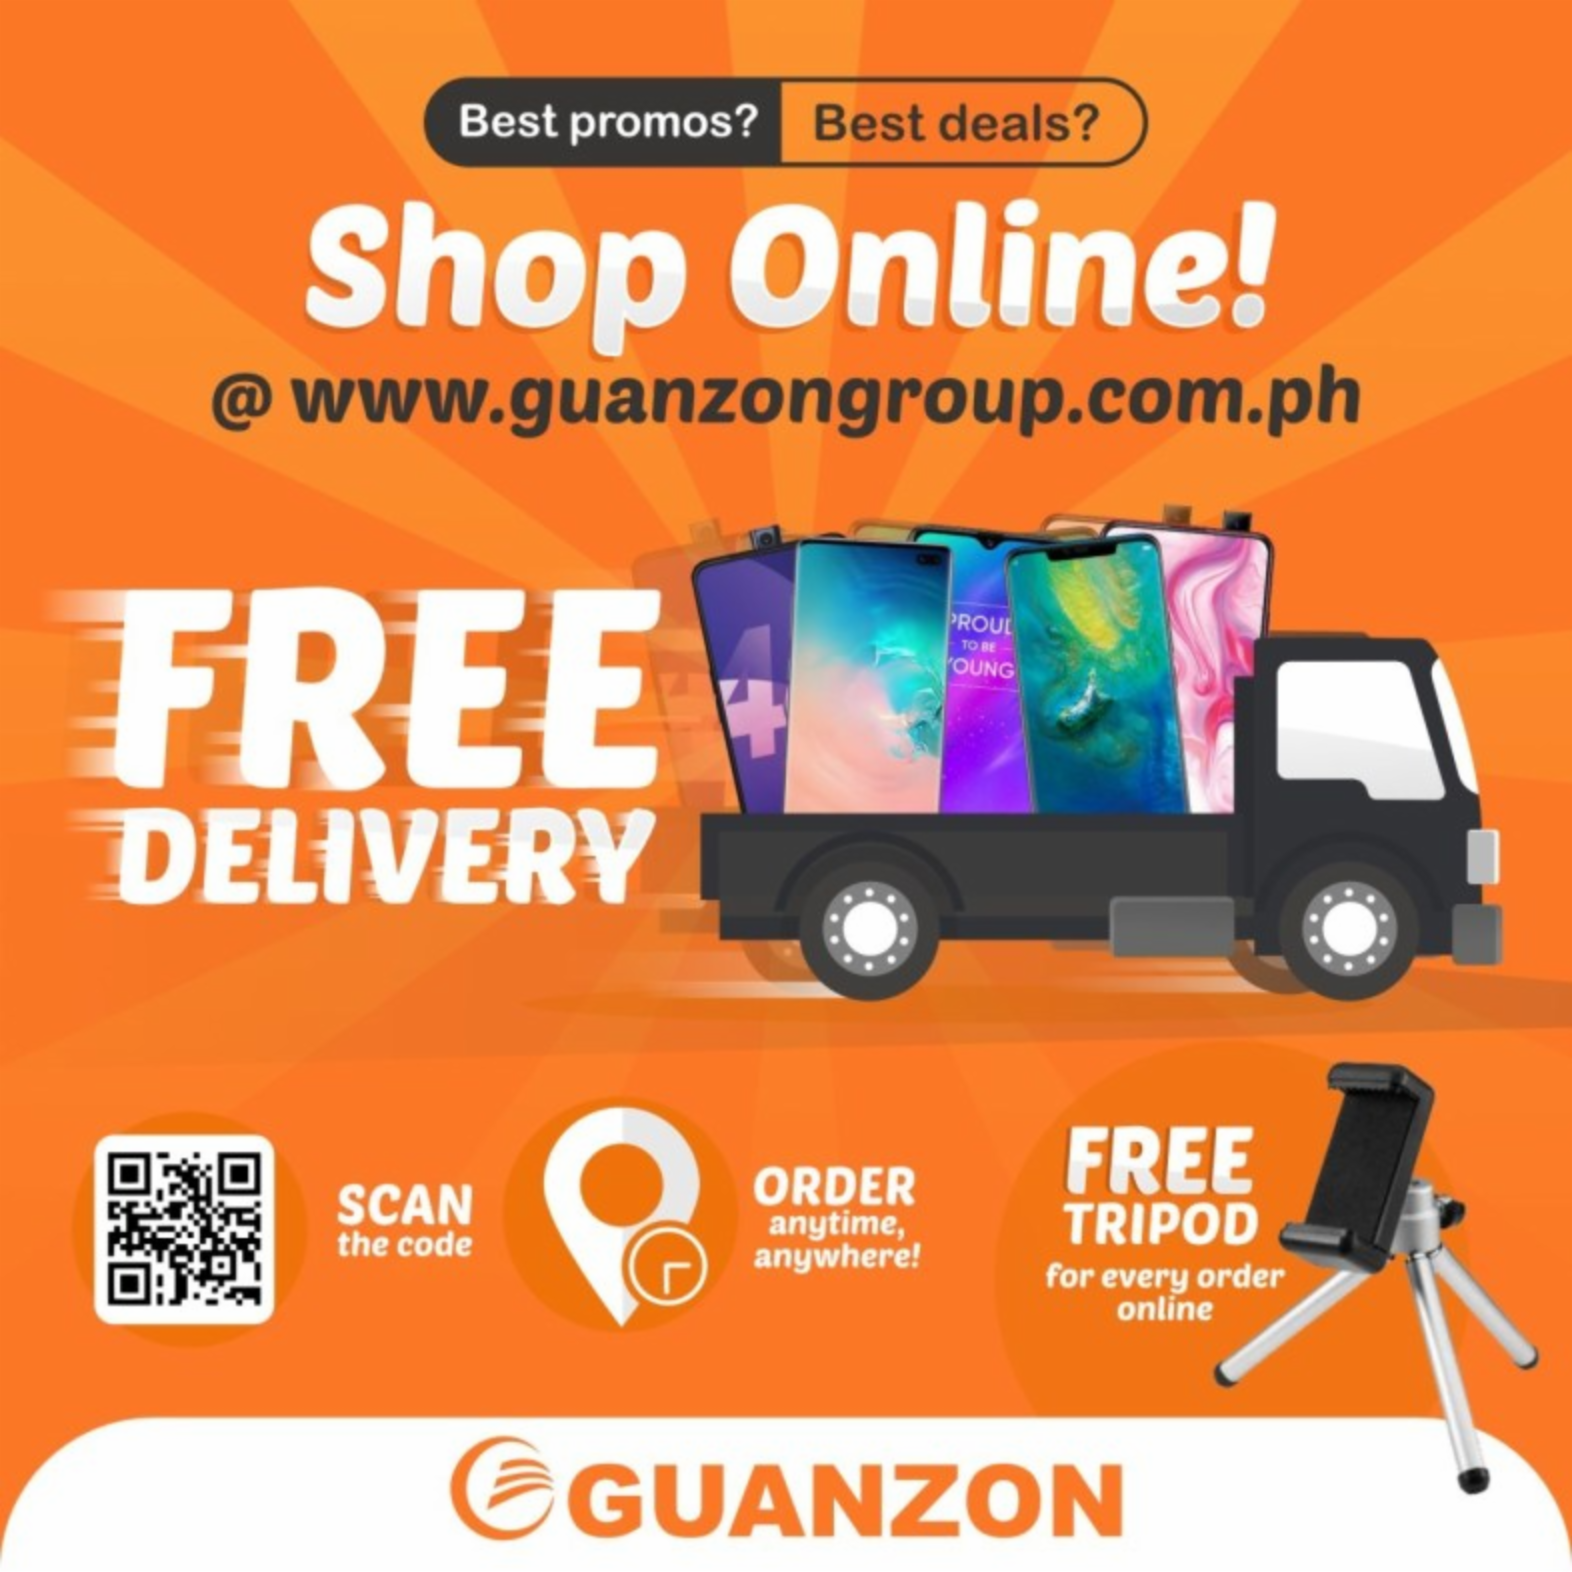 Best promos? Best deals?
Shop Online!
@ www.guanzongroup.com.ph
FREE
DELIVERY
PROUD
TO BE
YOUNG
SCAN
the code
ORDER
anytime,
anywhere!
FREE
TRIPOD
for every order
online
GUANZON